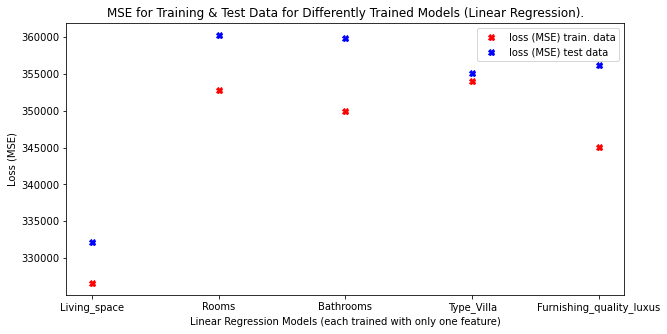 MSE for Training & Test Data for Differently Trained Models (Linear Regression).
loss (MSE) train. data
loss (MSE) test data
Loss (MSE)
360000
355000
350000
345000
340000
335000
330000
Living_space Rooms Bathrooms Type_Villa Furnishing_quality_luxus
Linear Regression Models (each trained with only one feature)